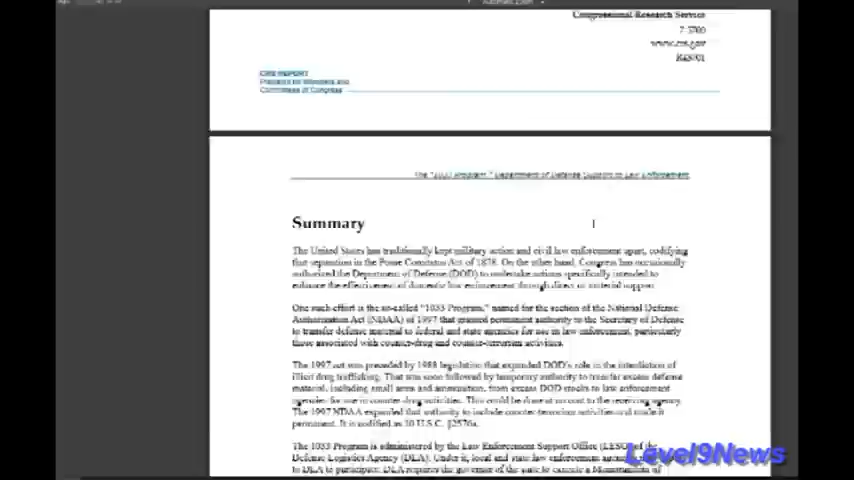 Congressional Research Service
7-5700
www.crs.gov
CRS REPORT
Prepared for Members and
Committees of Congress
The "1033 Program," Department of Defense Support to Law Enforcement
Summary
The United States has traditionally kept military action and civil law enforcement apart, codifying
that separation in the Posse Comitatus Act of 1878. On the other hand, Congress has occasionally
authorized the Department of Defense (DOD) to undertake actions specifically intended to
enhance the effectiveness of domestic law enforcement through direct or material support.
One such effort is the so-called "1033 Program," named for the section of the National Defense
Authorization Act (NDAA) of 1997 that granted permanent authority to the Secretary of Defense
to transfer defense material to federal and state agencies for use in law enforcement, particularly
those associated with counter-drug and counter-terrorism activities.
The 1997 act was preceded by 1988 legislation that expanded DOD's role in the interdiction of
illicit drug trafficking. That was soon followed by temporary authority to transfer excess defense
material, including small arms and ammunition, from excess DOD stocks to law enforcement
agencies for use in counter-drug activities. This could be done at no cost to the receiving agency.
The 1997 NDAA expanded that authority to include counter-terrorism activities and made it
permanent. It is codified as 10 U.S.C. §2576a.
The 1033 Program is administered by the Law Enforcement Support Office (LESO) of the
Defense Logistics Agency (DLA). Under it, local and state law enforcement
to DLA to participate. DLA requires the governor of the state to execute a Memorandum of
Level9News